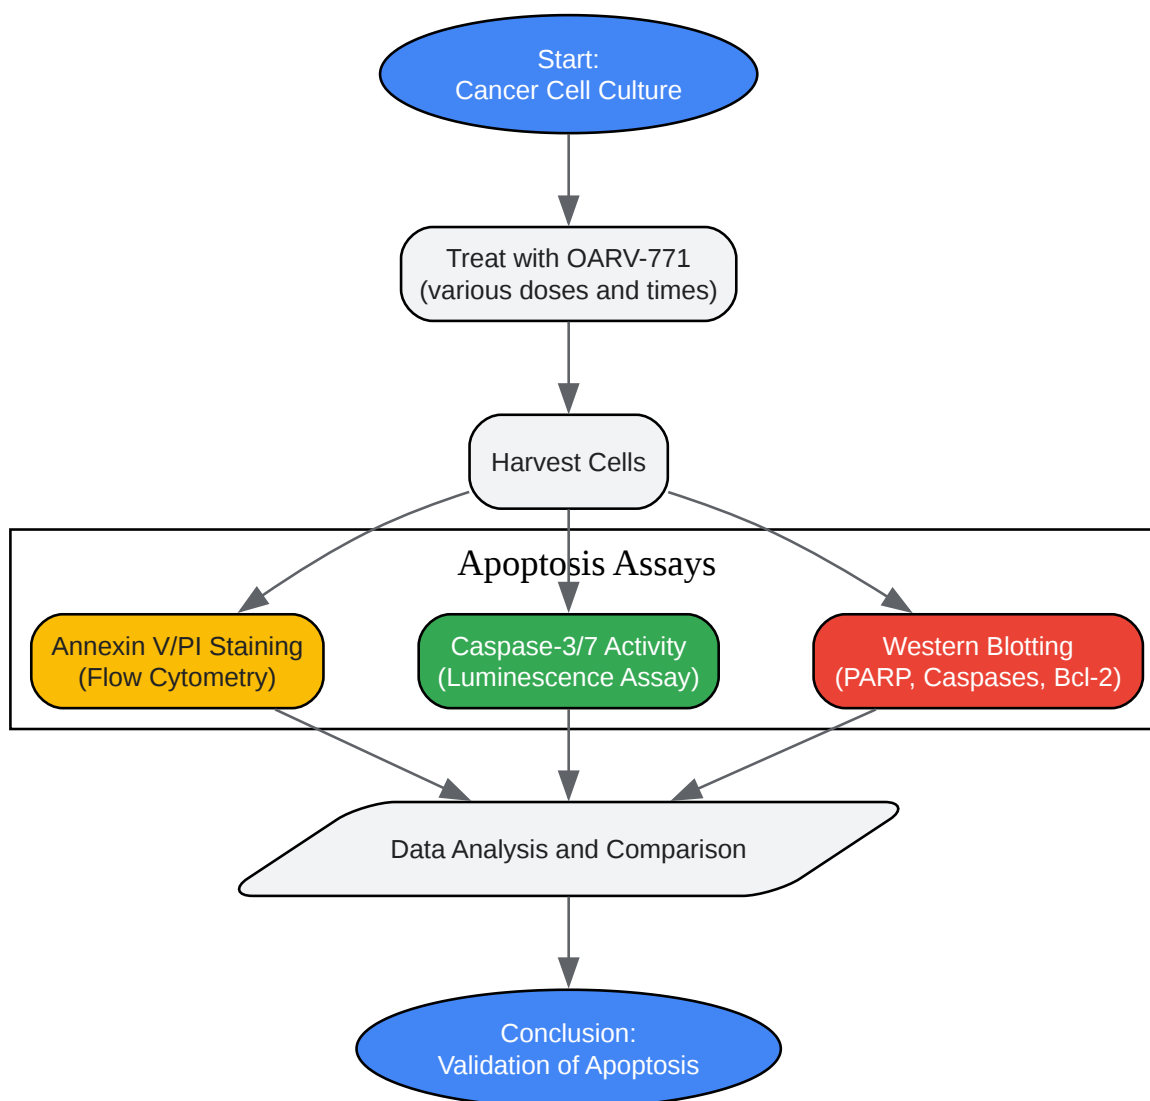 Start:
Cancer Cell Culture
Treat with OARV-771
(various doses and times)
Harvest Cells
Apoptosis Assays
Annexin V/PI Staining
(Flow Cytometry)
Caspase-3/7 Activity
(Luminescence Assay)
Western Blotting
(PARP, Caspases, Bcl-2)
Data Analysis and Comparison
Conclusion:
Validation of Apoptosis